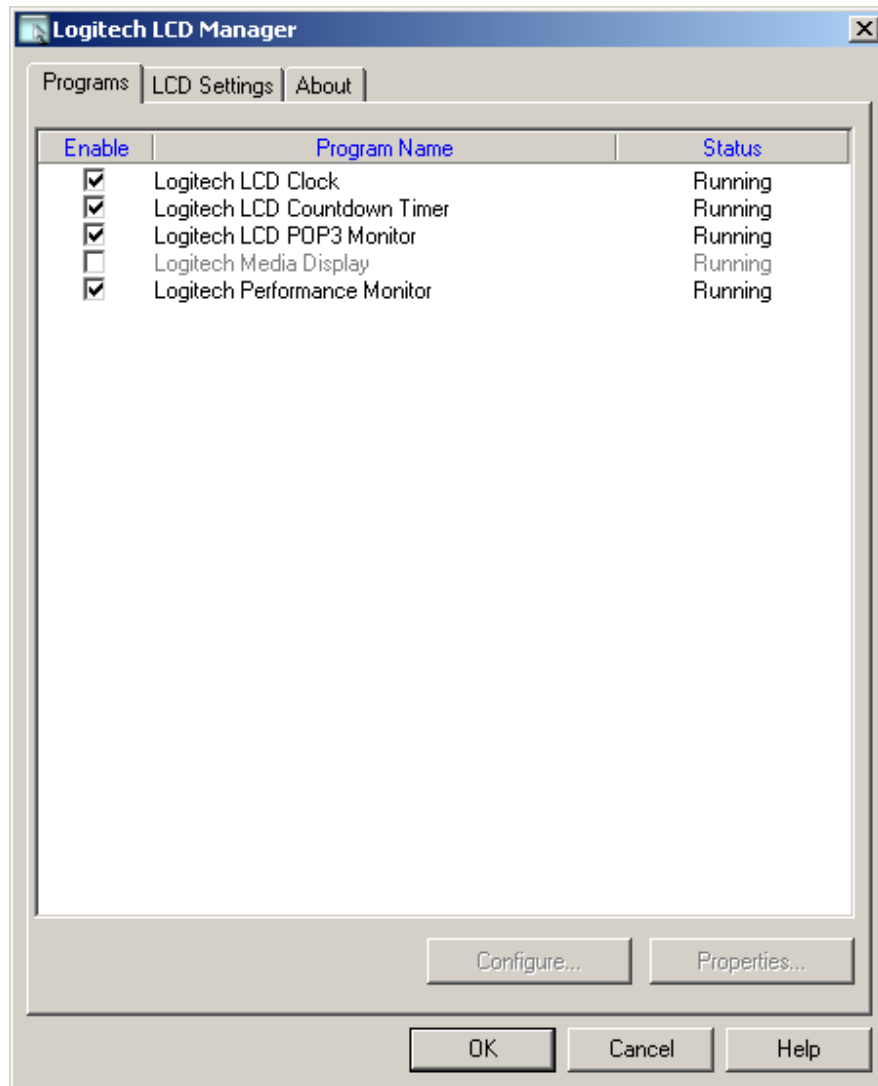 Logitech LCD Manager
Programs LCD Settings About
Enable Program Name Status
Logitech LCD Clock Running
Logitech LCD Countdown Timer Running
Logitech LCD POP3 Monitor Running
Logitech Media Display Running
Logitech Performance Monitor Running
Configure... Properties...
OK Cancel Help